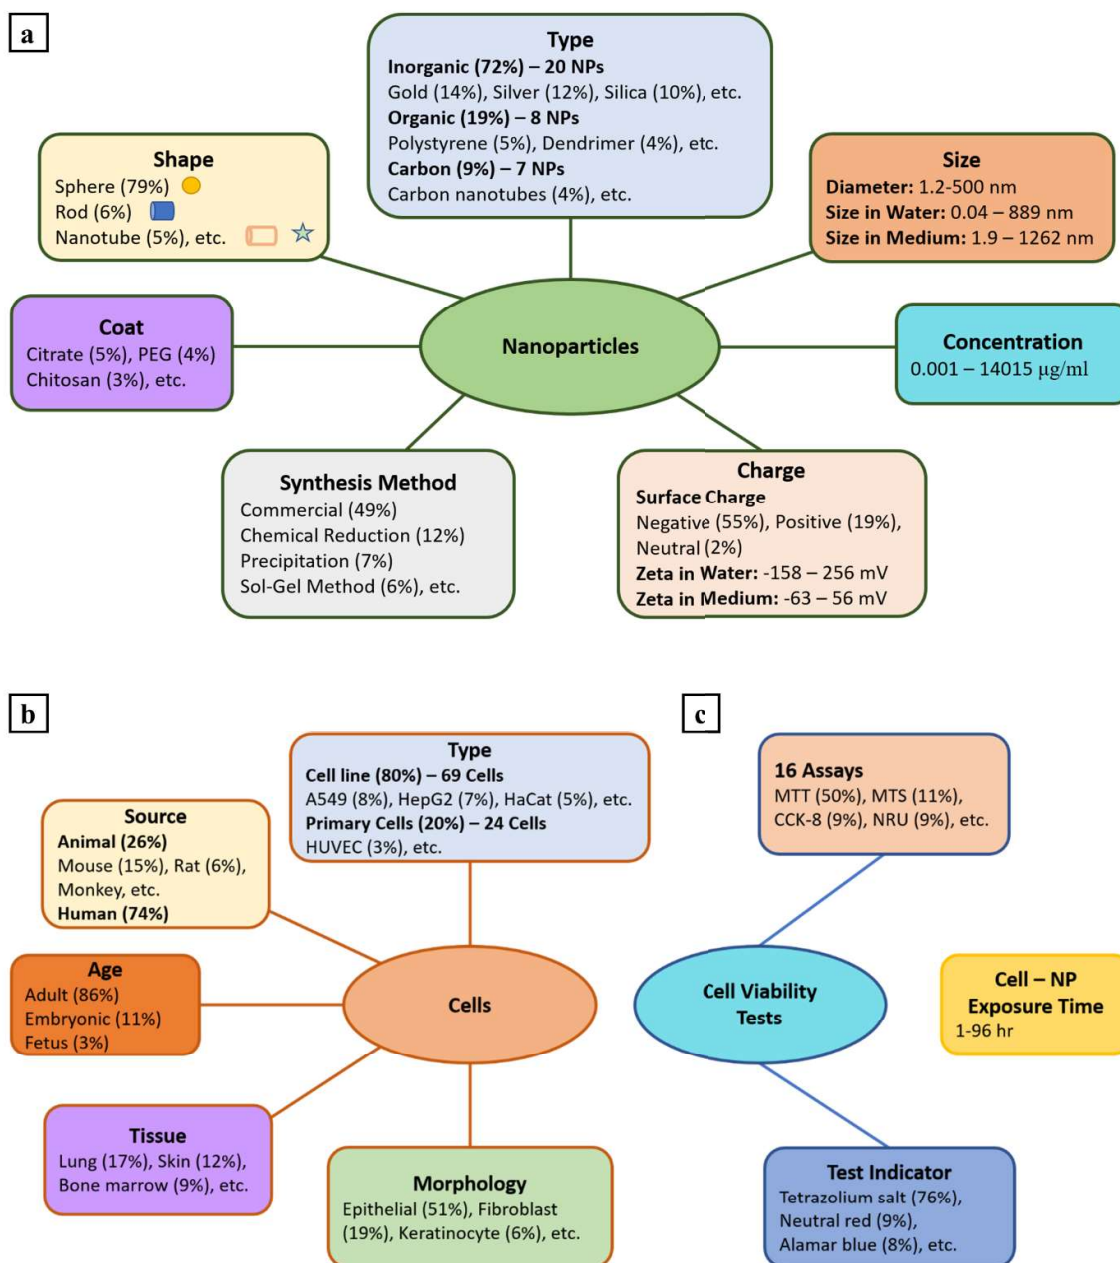 a
Type
Inorganic (72%) – 20 NPs
Gold (14%), Silver (12%), Silica (10%), etc.
Organic (19%) – 8 NPs
Polystyrene (5%), Dendrimer (4%), etc.
Carbon (9%) – 7 NPs
Carbon nanotubes (4%), etc.
Shape
Sphere (79%)
Rod (6%)
Nanotube (5%), etc.
Size
Diameter: 1.2-500 nm
Size in Water: 0.04 – 889 nm
Size in Medium: 1.9 – 1262 nm
Coat
Citrate (5%), PEG (4%)
Chitosan (3%), etc.
Nanoparticles
Concentration
0.001 – 14015 μg/ml
Synthesis Method
Commercial (49%)
Chemical Reduction (12%)
Precipitation (7%)
Sol-Gel Method (6%), etc.
Charge
Surface Charge
Negative (55%), Positive (19%),
Neutral (2%)
Zeta in Water: -158 – 256 mV
Zeta in Medium: -63 – 56 mV
b
Type
Cell line (80%) – 69 Cells
A549 (8%), HepG2 (7%), HaCat (5%), etc.
Primary Cells (20%) – 24 Cells
HUVEC (3%), etc.
Source
Animal (26%)
Mouse (15%), Rat (6%),
Monkey, etc.
Human (74%)
Age
Adult (86%)
Embryonic (11%)
Fetus (3%)
Cells
Tissue
Lung (17%), Skin (12%),
Bone marrow (9%), etc.
Morphology
Epithelial (51%), Fibroblast
(19%), Keratinocyte (6%), etc.
c
16 Assays
MTT (50%), MTS (11%),
CCK-8 (9%), NRU (9%), etc.
Cell Viability
Tests
Cell – NP
Exposure Time
1-96 hr
Test Indicator
Tetrazolium salt (76%),
Neutral red (9%),
Alamar blue (8%), etc.